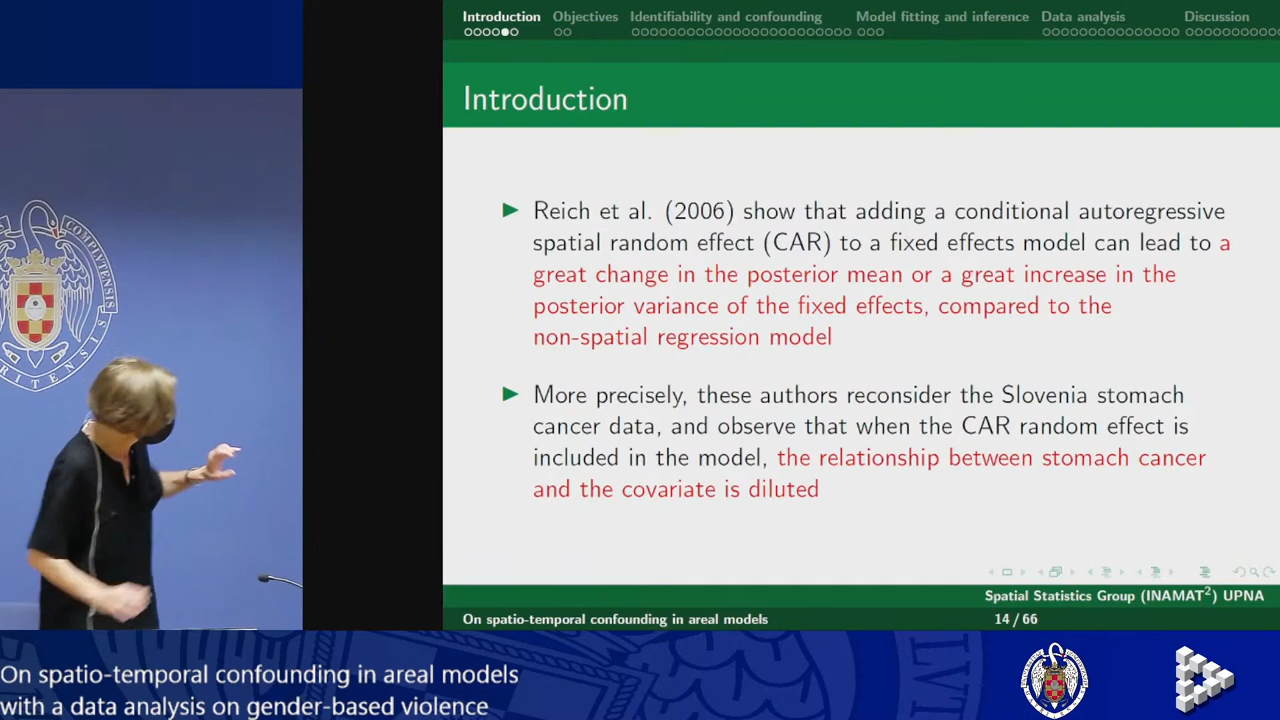 Introduction Objectives Identifiability and confounding Model fitting and inference Data analysis Discussion
Introduction
► Reich et al. (2006) show that adding a conditional autoregressive
spatial random effect (CAR) to a fixed effects model can lead to a
great change in the posterior mean or a great increase in the
posterior variance of the fixed effects, compared to the
non-spatial regression model
► More precisely, these authors reconsider the Slovenia stomach
cancer data, and observe that when the CAR random effect is
included in the model, the relationship between stomach cancer
and the covariate is diluted
Spatial Statistics Group (INAMAT²) UPNA
On spatio-temporal confounding in areal models 14 / 66
On spatio-temporal confounding in areal models
with a data analysis on gender-based violence